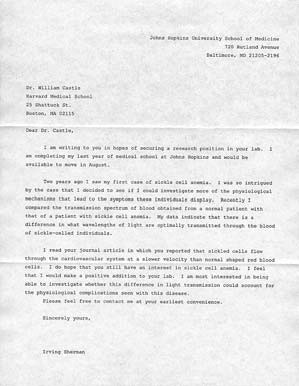 Johns Hopkins University School of Medicine
720 Rutland Avenue
Baltimore, MD 21205-2196
Dr. William Castle
Harvard Medical School
25 Shattuck St.
Boston, MA 02115
Dear Dr. Castle,
I am writing to you in hopes of securing a research position in your lab. I
am completing my last year of medical school at Johns Hopkins and would be
available to move in August.
Two years ago I saw my first case of sickle cell anemia. I was so intrigued
by the case that I decided to see if I could investigate more of the physiological
mechanisms that lead to the symptoms these individuals display. Recently I
compared the transmission spectrum of blood obtained from a normal patient with
that of a patient with sickle cell anemia. My data indicate that there is a
difference in what wavelengths of light are optimally transmitted through the blood
of sickle-celled individuals.
I read your journal article in which you reported that sickled cells flow
through the cardiovascular system at a slower velocity than normal shaped red blood
cells. I do hope that you still have an interest in sickle cell anemia. I feel
that I would make a positive addition to your lab. I am most interested in being
able to investigate whether this difference in light transmission could account for
the physiological complications seen with this disease.
Please feel free to contact me at your earliest convenience.
Sincerely yours,
Irving Sherman